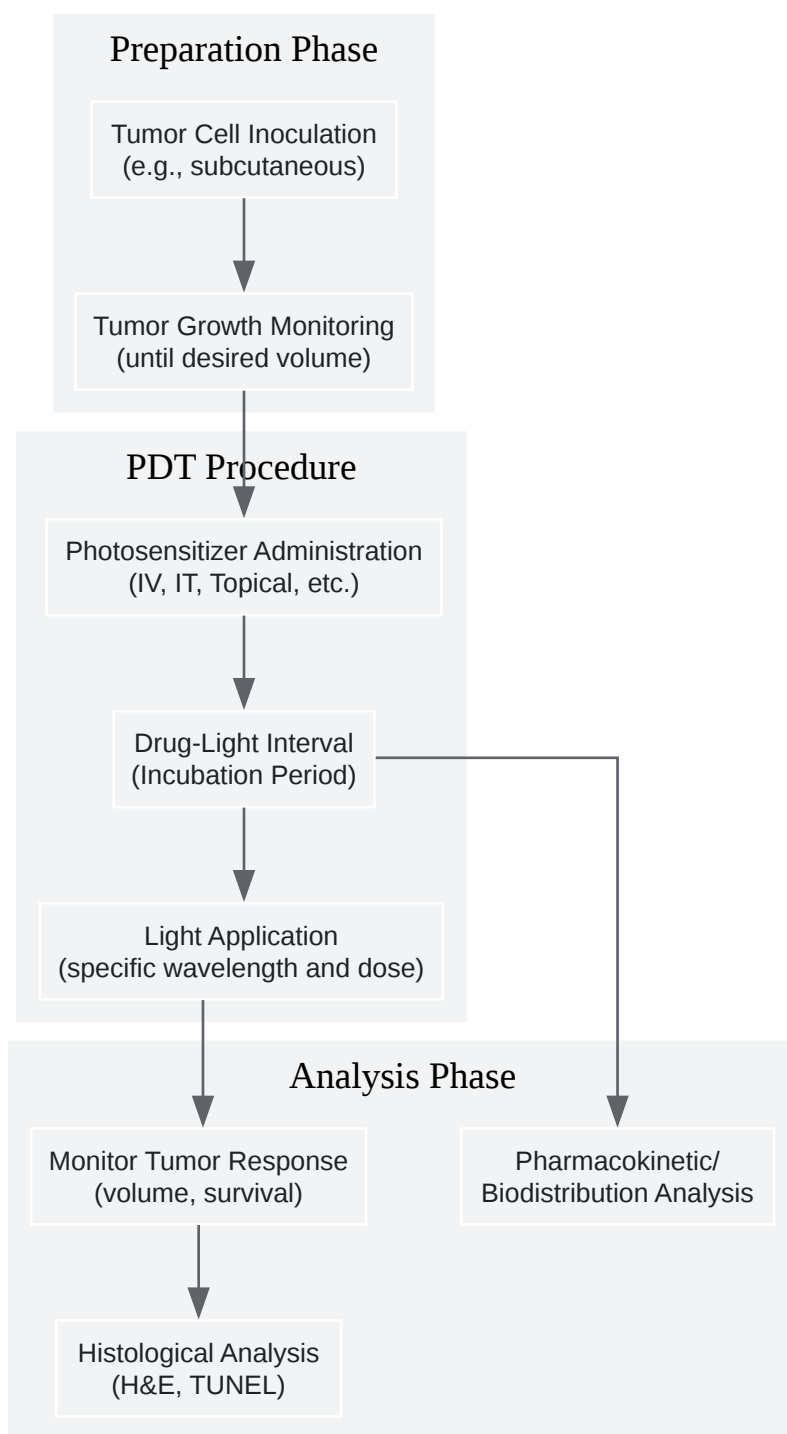 Preparation Phase
Tumor Cell Inoculation
(e.g., subcutaneous)
Tumor Growth Monitoring
(until desired volume)
PDT Procedure
Photosensitizer Administration
(IV, IT, Topical, etc.)
Drug-Light Interval
(Incubation Period)
Light Application
(specific wavelength and dose)
Analysis Phase
Monitor Tumor Response
(volume, survival)
Pharmacokinetic/
Biodistribution Analysis
Histological Analysis
(H&E, TUNEL)